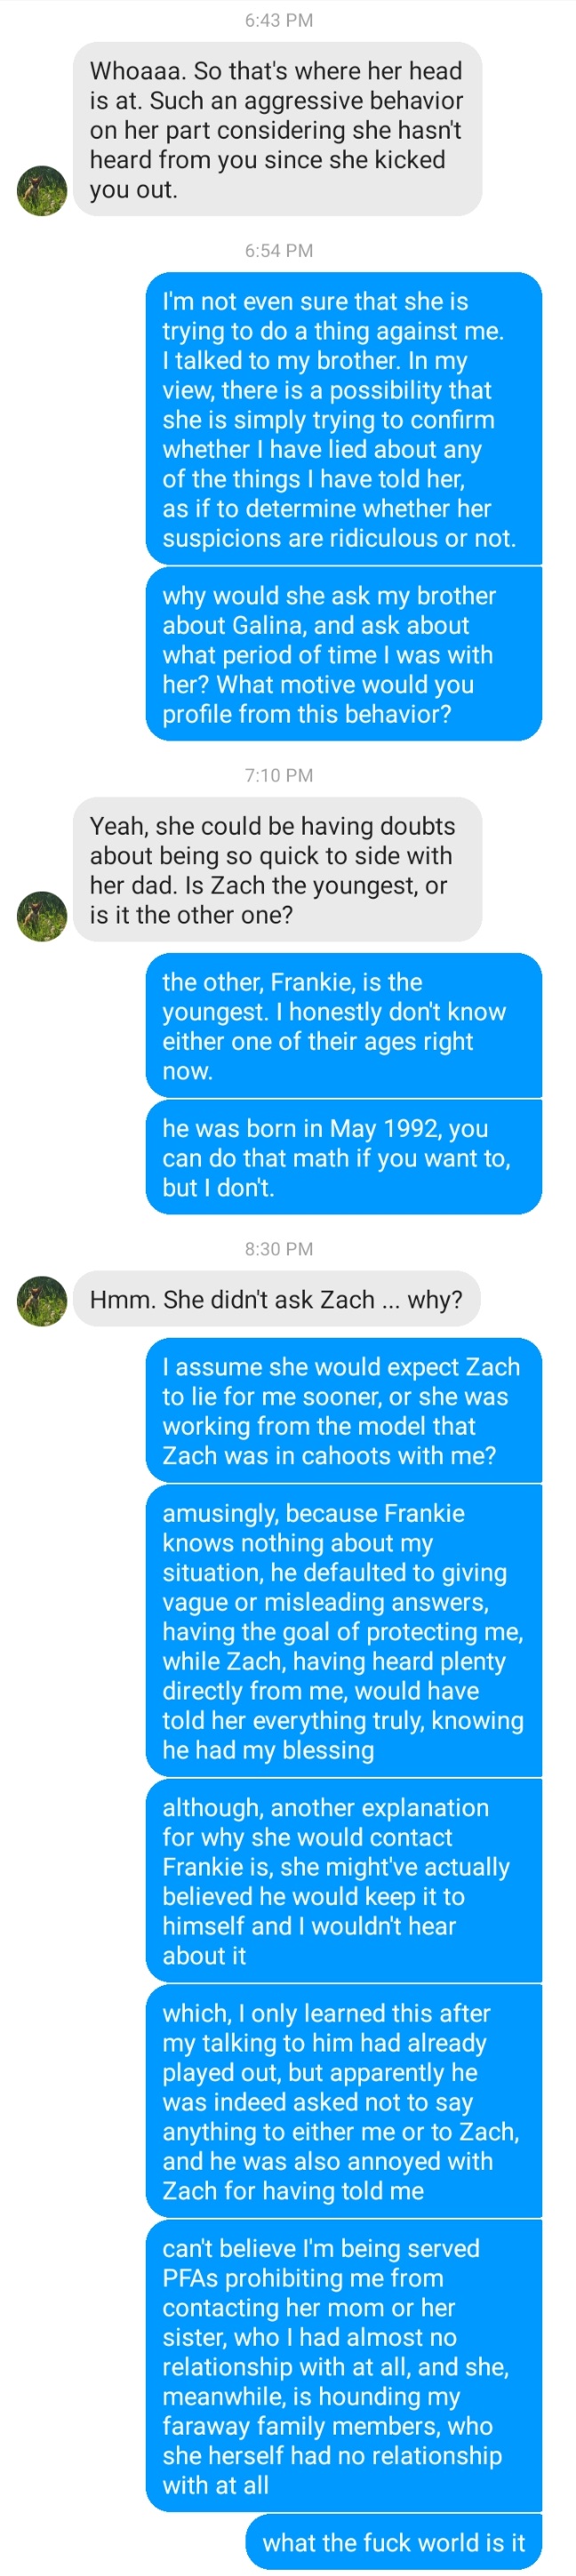 6:43 PM
Whoaaa. So that's where her head
is at. Such an aggressive behavior
on her part considering she hasn't
heard from you since she kicked
you out.
6:54 PM
I'm not even sure that she is
trying to do a thing against me.
I talked to my brother. In my
view, there is a possibility that
she is simply trying to confirm
whether I have lied about any
of the things I have told her,
as if to determine whether her
suspicions are ridiculous or not.
why would she ask my brother
about Galina, and ask about
what period of time I was with
her? What motive would you
profile from this behavior?
7:10 PM
Yeah, she could be having doubts
about being so quick to side with
her dad. Is Zach the youngest, or
is it the other one?
the other, Frankie, is the
youngest. I honestly don't know
either one of their ages right
now.
he was born in May 1992, you
can do that math if you want to,
but I don't.
8:30 PM
Hmm. She didn't ask Zach ... why?
I assume she would expect Zach
to lie for me sooner, or she was
working from the model that
Zach was in cahoots with me?
amusingly, because Frankie
knows nothing about my
situation, he defaulted to giving
vague or misleading answers,
having the goal of protecting me,
while Zach, having heard plenty
directly from me, would have
told her everything truly, knowing
he had my blessing
although, another explanation
for why she would contact
Frankie is, she might've actually
believed he would keep it to
himself and I wouldn't hear
about it
which, I only learned this after
my talking to him had already
played out, but apparently he
was indeed asked not to say
anything to either me or to Zach,
and he was also annoyed with
Zach for having told me
can't believe I'm being served
PFAs prohibiting me from
contacting her mom or her
sister, who I had almost no
relationship with at all, and she,
meanwhile, is hounding my
faraway family members, who
she herself had no relationship
with at all
what the fuck world is it